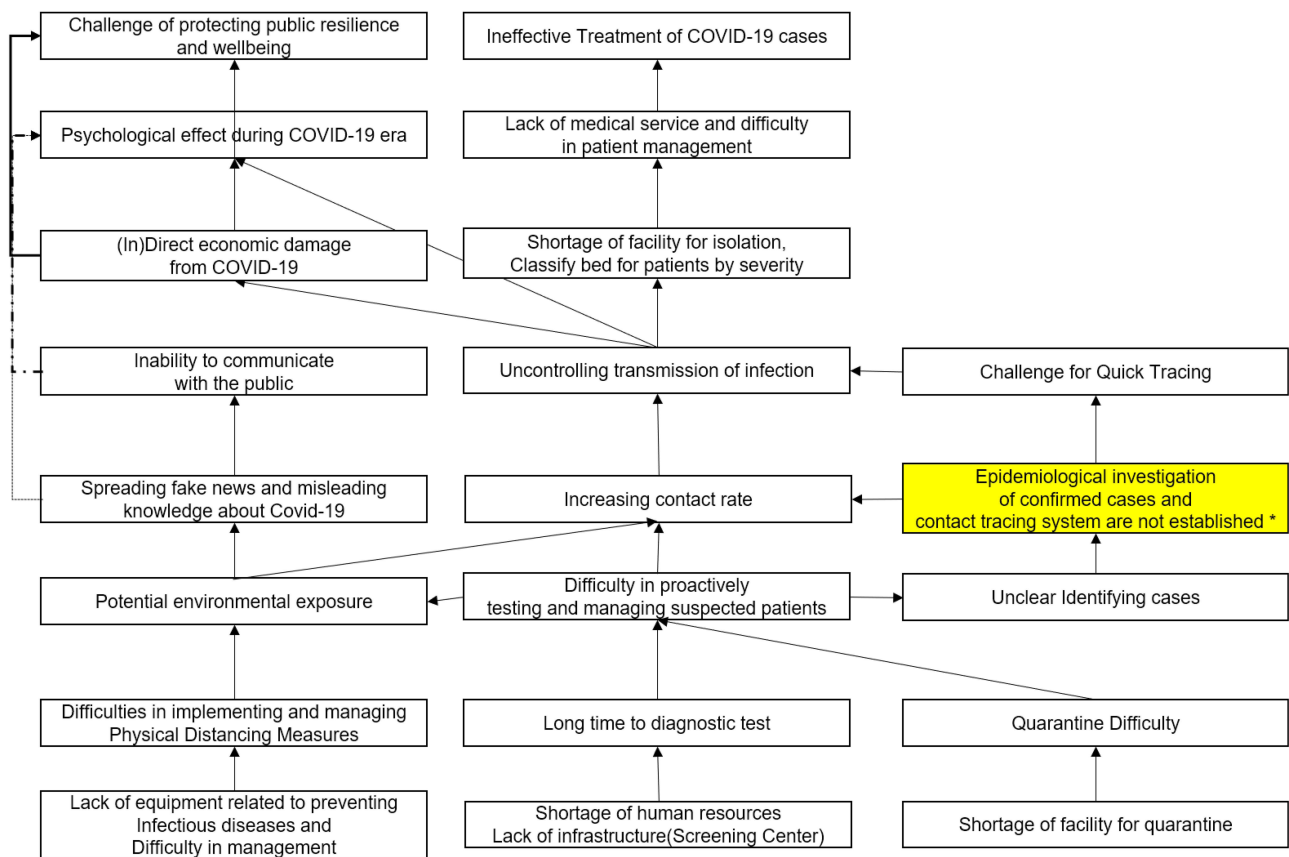 Challenge of protecting public resilience
and wellbeing
Ineffective Treatment of COVID-19 cases
Psychological effect during COVID-19 era
Lack of medical service and difficulty
in patient management
(In)Direct economic damage
from COVID-19
Shortage of facility for isolation,
Classify bed for patients by severity
Inability to communicate
with the public
Uncontrolling transmission of infection
Challenge for Quick Tracing
Spreading fake news and misleading
knowledge about Covid-19
Increasing contact rate
Epidemiological investigation
of confirmed cases and
contact tracing system are not established *
Potential environmental exposure
Difficulty in proactively
testing and managing suspected patients
Unclear Identifying cases
Difficulties in implementing and managing
Physical Distancing Measures
Long time to diagnostic test
Quarantine Difficulty
Lack of equipment related to preventing
Infectious diseases and
Difficulty in management
Shortage of human resources
Lack of infrastructure(Screening Center)
Shortage of facility for quarantine